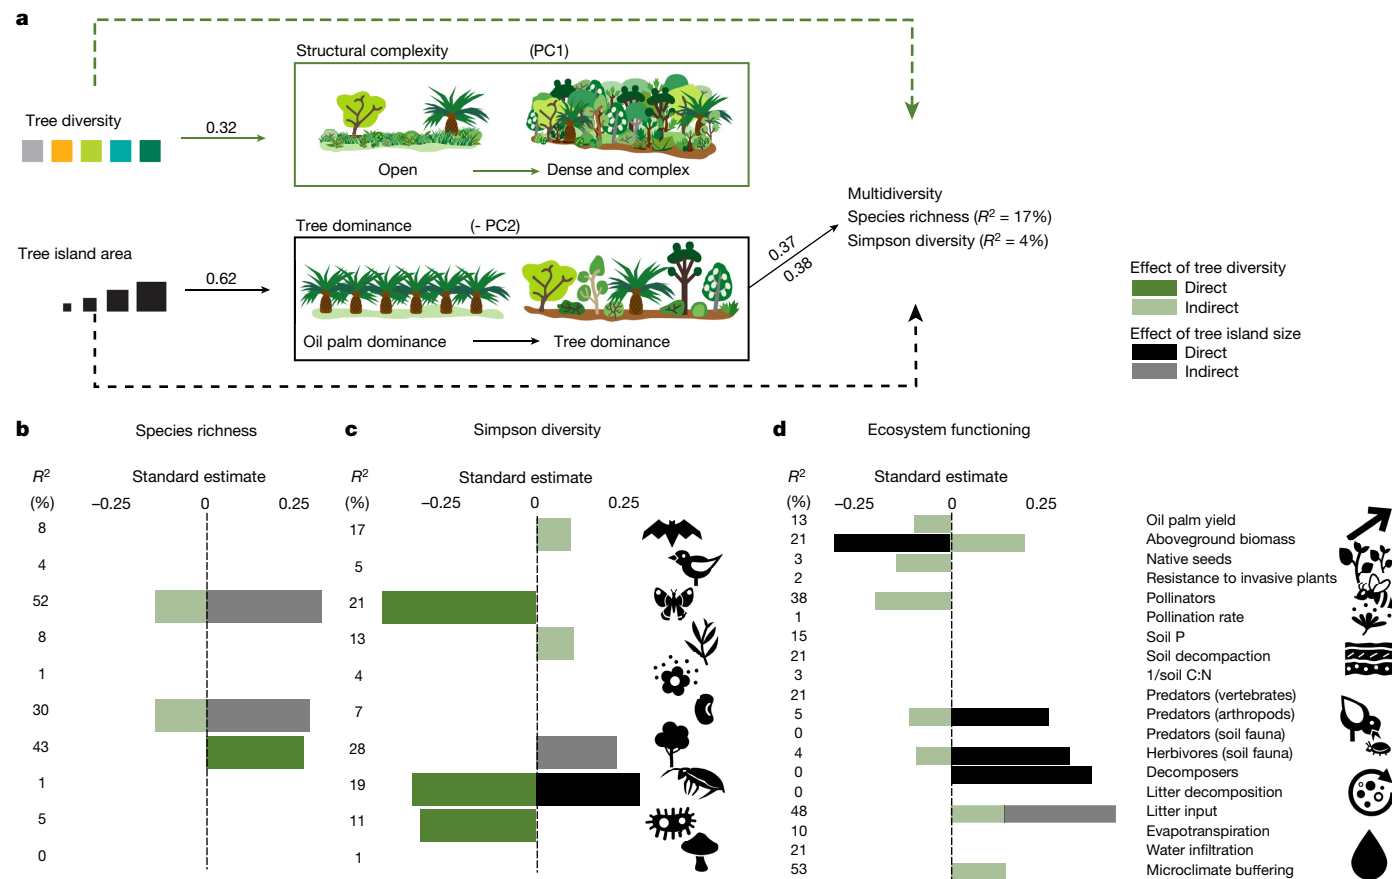 a
Structural complexity (PC1)
Tree diversity
0.32
Open
Dense and complex
Multidiversity
Species richness (R² = 17%)
Simpson diversity (R² = 4%)
Tree dominance (- PC2)
0.37
0.38
Tree island area
0.62
Oil palm dominance
Tree dominance
Effect of tree diversity
Direct
Indirect
Effect of tree island size
Direct
Indirect
b Species richness
R² Standard estimate
(%) −0.25 0 0.25
8
4
52
8
1
30
43
1
5
0
c Simpson diversity
R² Standard estimate
(%) −0.25 0 0.25
17
5
21
13
4
7
28
19
11
1
d Ecosystem functioning
R² Standard estimate
(%) −0.25 0 0.25
13 Oil palm yield
21 Aboveground biomass
3 Native seeds
2 Resistance to invasive plants
38 Pollinators
1 Pollination rate
15 Soil P
21 Soil decompaction
3 1/soil C:N
21 Predators (vertebrates)
5 Predators (arthropods)
0 Predators (soil fauna)
4 Herbivores (soil fauna)
0 Decomposers
0 Litter decomposition
48 Litter input
10 Evapotranspiration
21 Water infiltration
53 Microclimate buffering